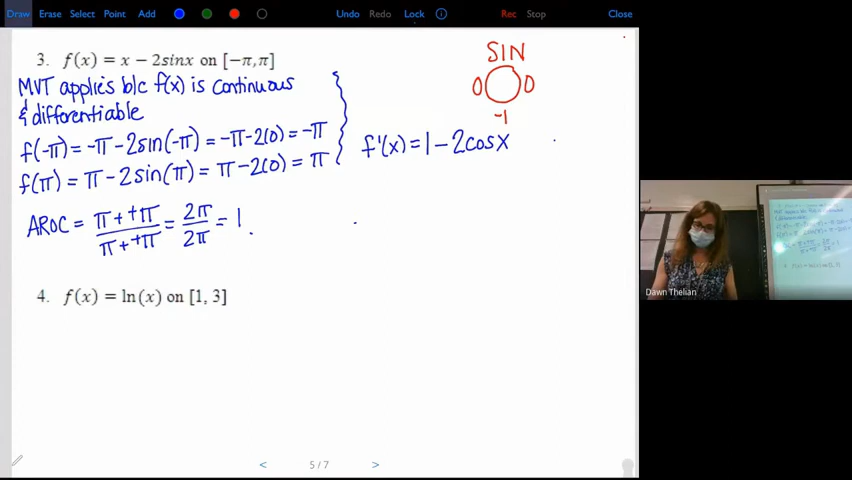 Draw Erase Select Point Add Undo Redo Lock Rec Stop Close
3. f(x) = x − 2sinx on [−π,π]
MVT applies b/c f(x) is continuous
& differentiable
f(-π) = -π - 2sin(-π) = -π - 2(0) = -π
f(π) = π - 2sin(π) = π - 2(0) = π
AROC = π + +π / π + +π = 2π / 2π = 1
f'(x) = 1 - 2cosx
SIN
0 0
-1
4. f(x) = ln(x) on [1, 3]
< 5/7 >
Dawn Thelian